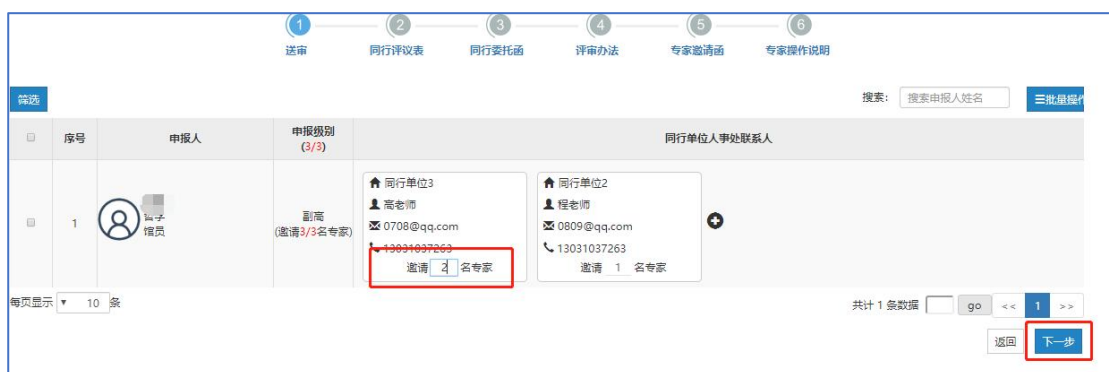 1 2 3 4 5 6
送审 同行评议表 同行委托函 评审办法 专家邀请函 专家操作说明
筛选 搜索: 搜索申报人姓名 批量操作
序号 申报人 申报级别 同行单位人事处联系人
(3/3)
同行单位3 同行单位2
高老师 程老师
1 馆员 副高 0708@qq.com 0809@qq.com
(邀请3/3名专家) 13031037263 13031037263
邀请 2 名专家 邀请 1 名专家
每页显示 10 条 共计 1 条数据 go << 1 >>
返回 下一步